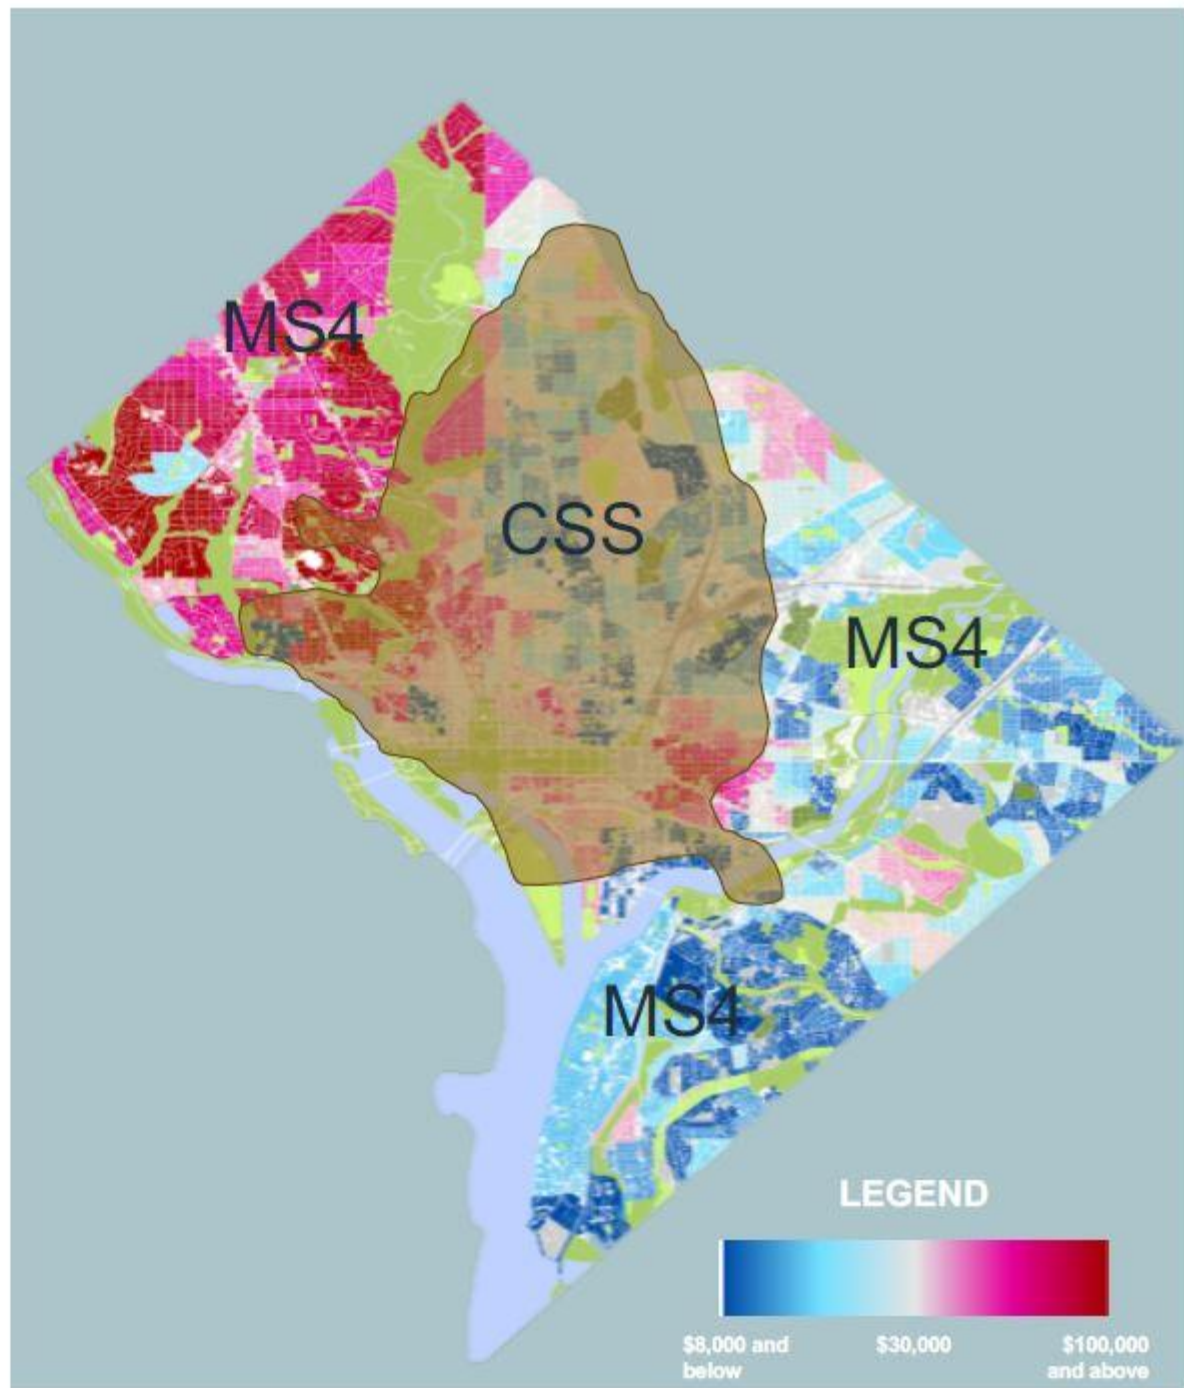 MS4
CSS
MS4
MS4
LEGEND
$8,000 and below
$30,000
$100,000 and above